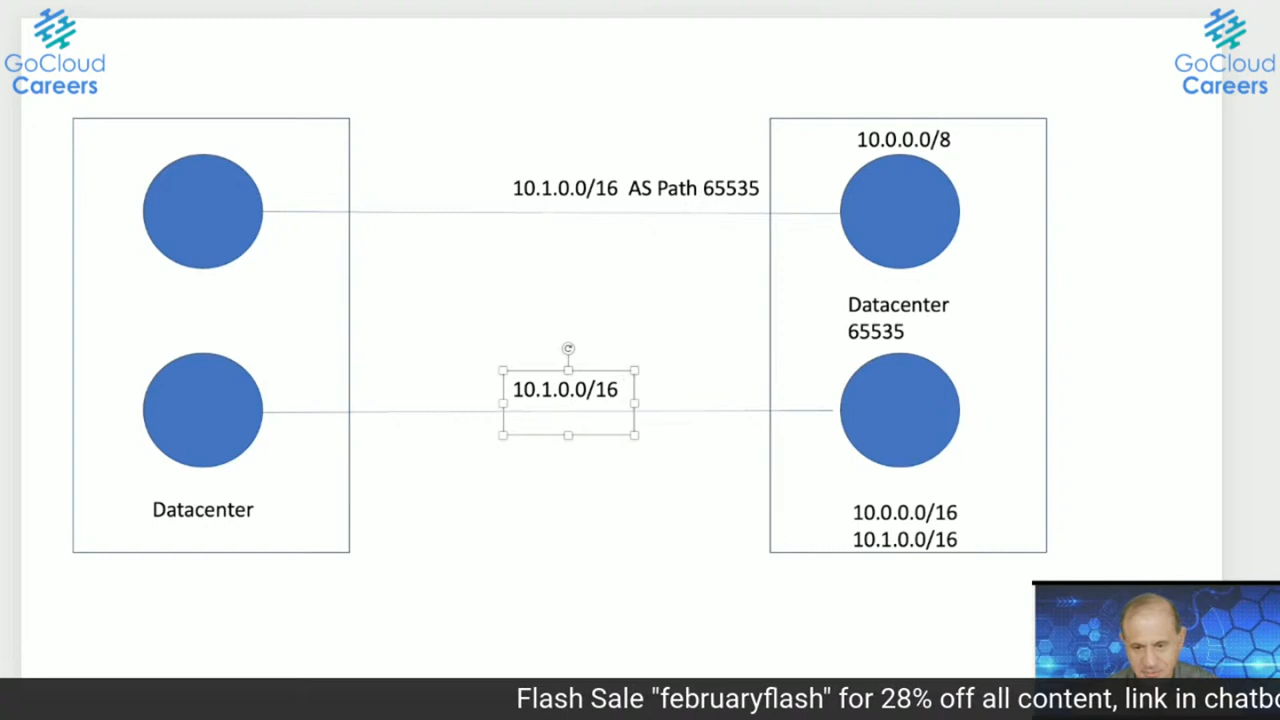 GoCloud
Careers
GoCloud
Careers
10.0.0.0/8
10.1.0.0/16 AS Path 65535
Datacenter
65535
10.1.0.0/16
Datacenter
10.0.0.0/16
10.1.0.0/16
Flash Sale "februaryflash" for 28% off all content, link in chatbo